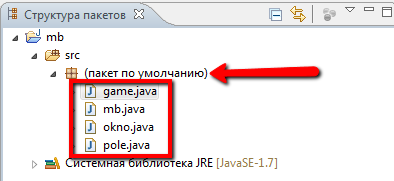 Структура пакетов
mb
src
(пакет по умолчанию)
game.java
mb.java
okno.java
pole.java
Системная библиотека JRE [JavaSE-1.7]